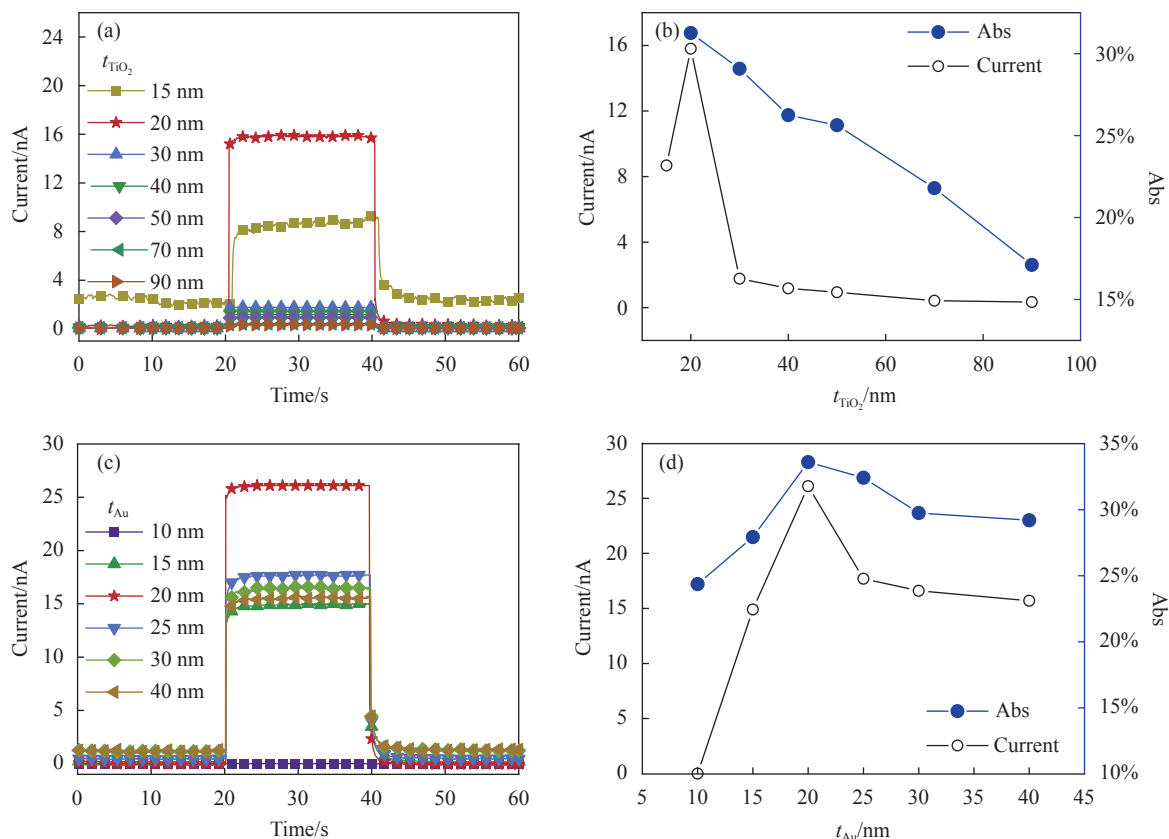 (a)
t_TiO₂
15 nm
20 nm
30 nm
40 nm
50 nm
70 nm
90 nm
Current/nA
24
20
16
12
8
4
0
0 10 20 30 40 50 60
Time/s
(b)
Abs
Current
Current/nA
16
12
8
4
0
30%
25%
20%
15%
Abs
20 30 40 50 60 70 80 90 100
t_TiO₂/nm
(c)
t_Au
10 nm
15 nm
20 nm
25 nm
30 nm
40 nm
Current/nA
30
25
20
15
10
5
0
0 10 20 30 40 50 60
Time/s
(d)
Abs
Current
Current/nA
30
25
20
15
10
5
0
35%
30%
25%
20%
15%
10%
Abs
5 10 15 20 25 30 35 40 45
t_Au/nm